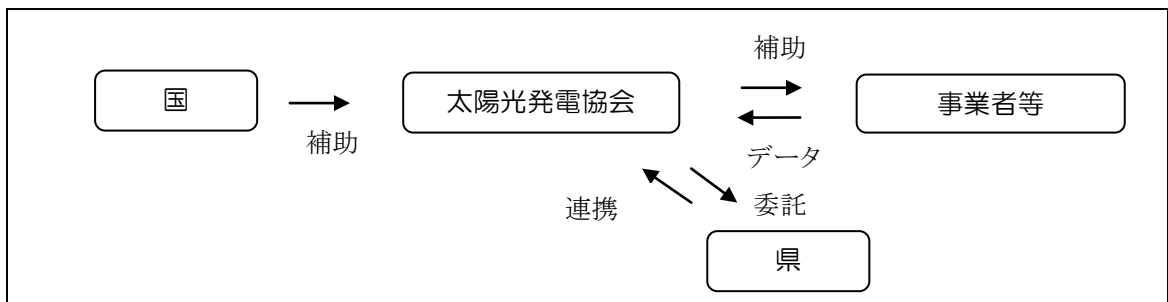 補助
国
太陽光発電協会
事業者等
補助
データ
連携
委託
県